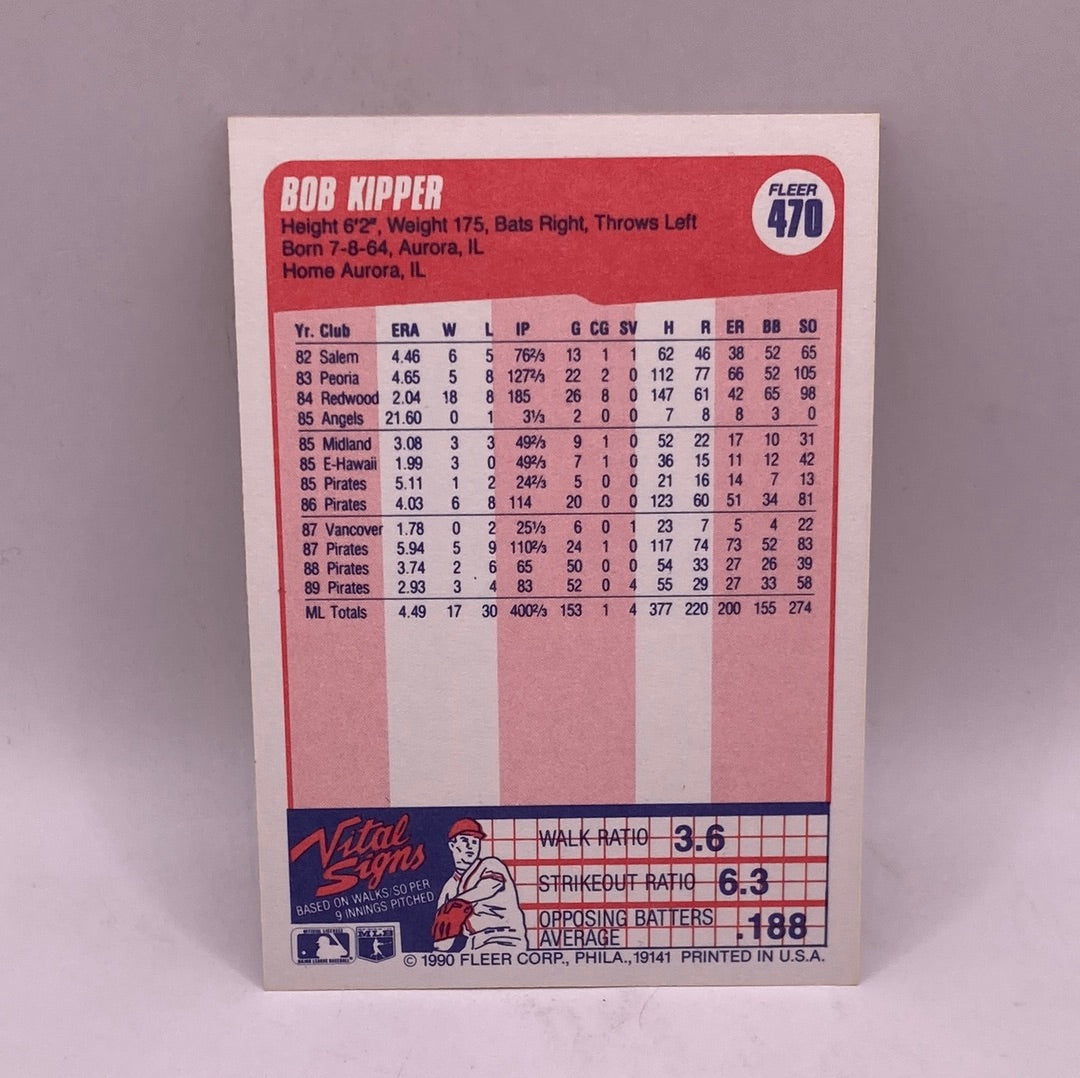 BOB KIPPER
FLEER
470
Height 6'2", Weight 175, Bats Right, Throws Left
Born 7-8-64, Aurora, IL
Home Aurora, IL
Yr. Club ERA W L IP G CG SV H R ER BB SO
82 Salem 4.46 6 5 76⅔ 13 1 1 62 46 38 52 65
83 Peoria 4.65 5 8 127⅔ 22 2 0 112 77 66 52 105
84 Redwood 2.04 18 8 185 26 8 0 147 61 42 65 98
85 Angels 21.60 0 1 3⅓ 2 0 0 7 8 8 3 0
85 Midland 3.08 3 3 49⅔ 9 1 0 52 22 17 10 31
85 E-Hawaii 1.99 3 0 49⅔ 7 1 0 36 15 11 12 42
85 Pirates 5.11 1 2 24⅔ 5 0 0 21 16 14 7 13
86 Pirates 4.03 6 8 114 20 0 0 123 60 51 34 81
87 Vancover 1.78 0 2 25⅓ 6 0 1 23 7 5 4 22
87 Pirates 5.94 5 9 110⅔ 24 1 0 117 74 73 52 83
88 Pirates 3.74 2 6 65 50 0 0 54 33 27 26 39
89 Pirates 2.93 3 4 83 52 0 4 55 29 27 33 58
ML Totals 4.49 17 30 400⅔ 153 1 4 377 220 200 155 274
Vital
Signs
BASED ON WALKS/SO PER
9 INNINGS PITCHED
WALK RATIO 3.6
STRIKEOUT RATIO 6.3
OPPOSING BATTERS
AVERAGE .188
MLB
© 1990 FLEER CORP., PHILA.,19141 PRINTED IN U.S.A.